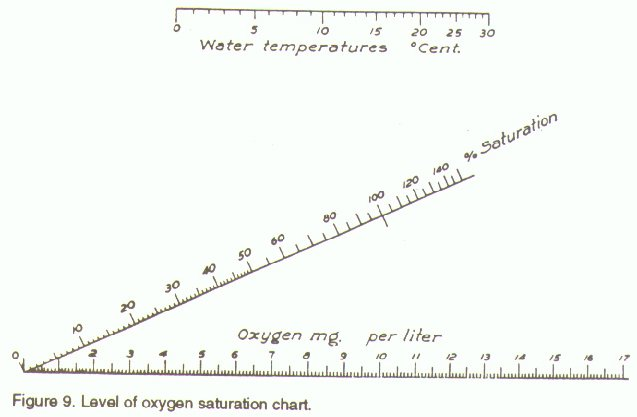 0 5 10 15 20 25 30
Water temperatures °Cent.
% Saturation
10 20 30 40 50 60 80 100 120 140
Oxygen mg. per liter
0 1 2 3 4 5 6 7 8 9 10 11 12 13 14 15 16 17
Figure 9. Level of oxygen saturation chart.